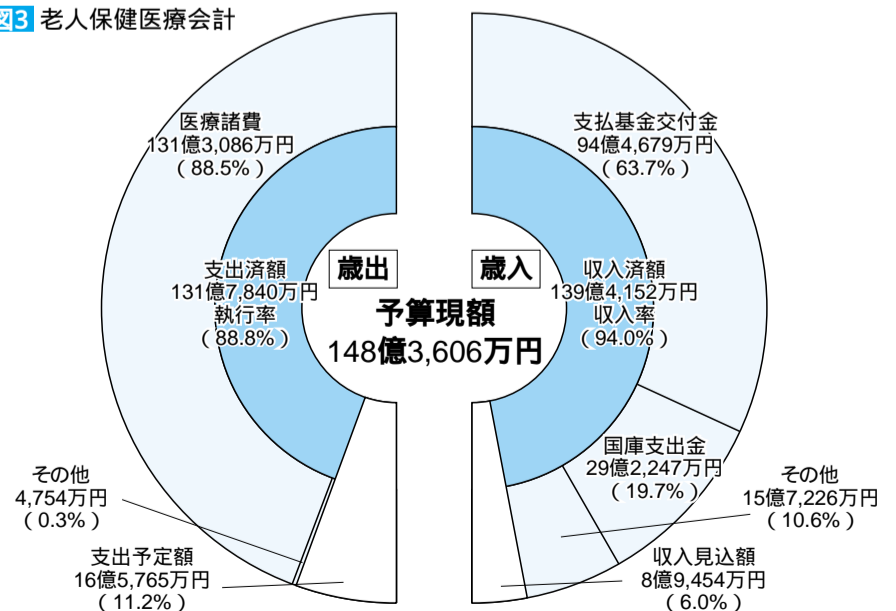 図3 老人保健医療会計
医療諸費
131億3,086万円
（88.5%）
支払基金交付金
94億4,679万円
（63.7%）
歳出
歳入
支出済額
131億7,840万円
執行率
（88.8%）
収入済額
139億4,152万円
収入率
（94.0%）
予算現額
148億3,606万円
国庫支出金
29億2,247万円
（19.7%）
その他
4,754万円
（0.3%）
その他
15億7,226万円
（10.6%）
支出予定額
16億5,765万円
（11.2%）
収入見込額
8億9,454万円
（6.0%）